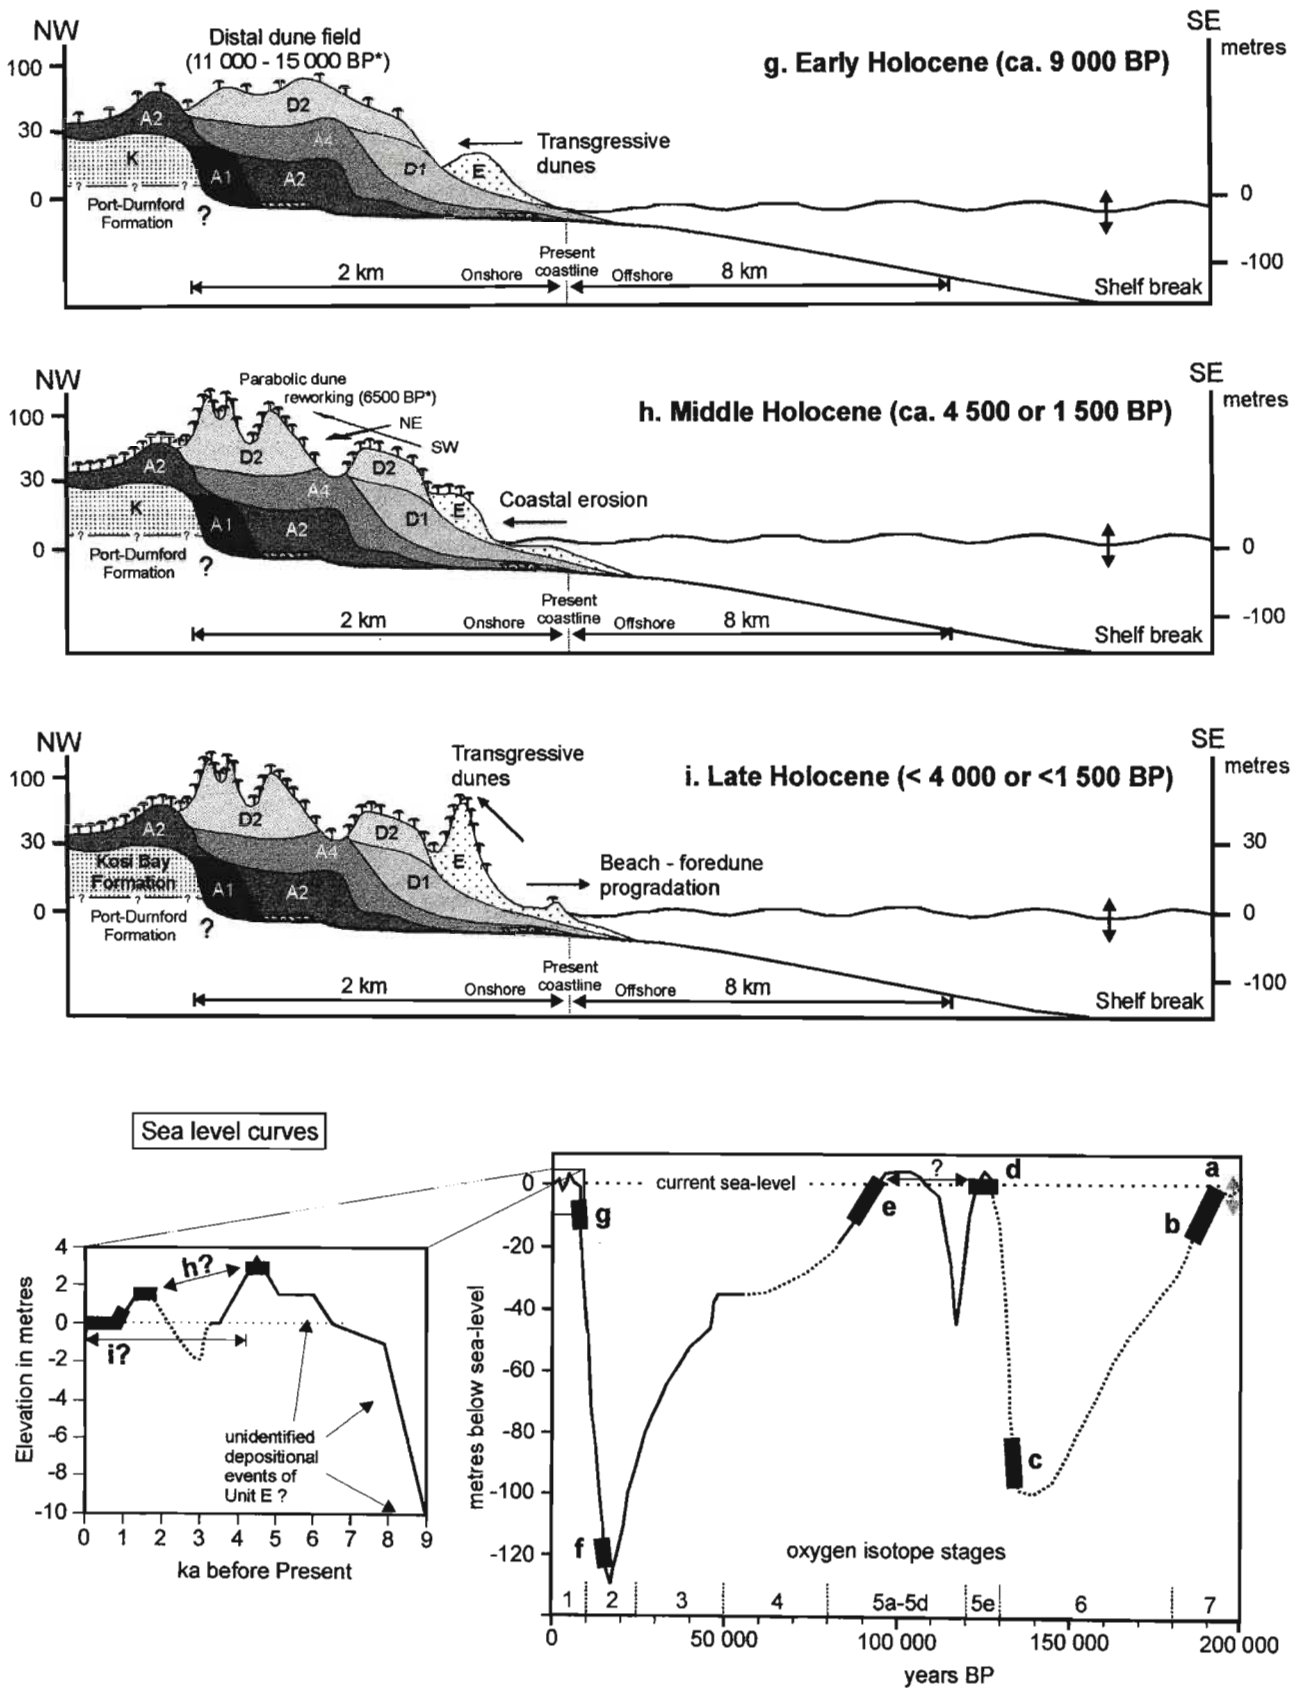 NW
SE
Distal dune field
(11 000 - 15 000 BP*)
g. Early Holocene (ca. 9 000 BP)
metres
100
30
0
D2
A2
A4
K
A1
A2
D1
E
Transgressive
dunes
? ? ?
Port-Durnford
Formation
?
0
-100
Present
coastline
2 km
Onshore
Offshore
8 km
Shelf break
NW
SE
Parabolic dune
reworking (6500 BP*)
NE
SW
h. Middle Holocene (ca. 4 500 or 1 500 BP)
metres
100
30
0
A2
D2
D2
A4
K
A1
A2
D1
E
Coastal erosion
? ? ?
Port-Durnford
Formation
?
0
-100
Present
coastline
2 km
Onshore
Offshore
8 km
Shelf break
NW
SE
Transgressive
dunes
i. Late Holocene (< 4 000 or <1 500 BP)
metres
100
30
0
A2
D2
D2
A4
Kosi Bay
Formation
A1
A2
D1
E
Beach - foredune
progradation
? ? ?
Port-Durnford
Formation
?
30
0
-100
Present
coastline
2 km
Onshore
Offshore
8 km
Shelf break
Sea level curves
4
2
0
-2
-4
-6
-8
-10
Elevation in metres
h?
i?
unidentified
depositional
events of
Unit E ?
0 1 2 3 4 5 6 7 8 9
ka before Present
0
-20
-40
-60
-80
-100
-120
metres below sea-level
current sea-level
?
a
b
c
d
e
f
g
oxygen isotope stages
1 2 3 4 5a-5d 5e 6 7
0 50 000 100 000 150 000 200 000
years BP